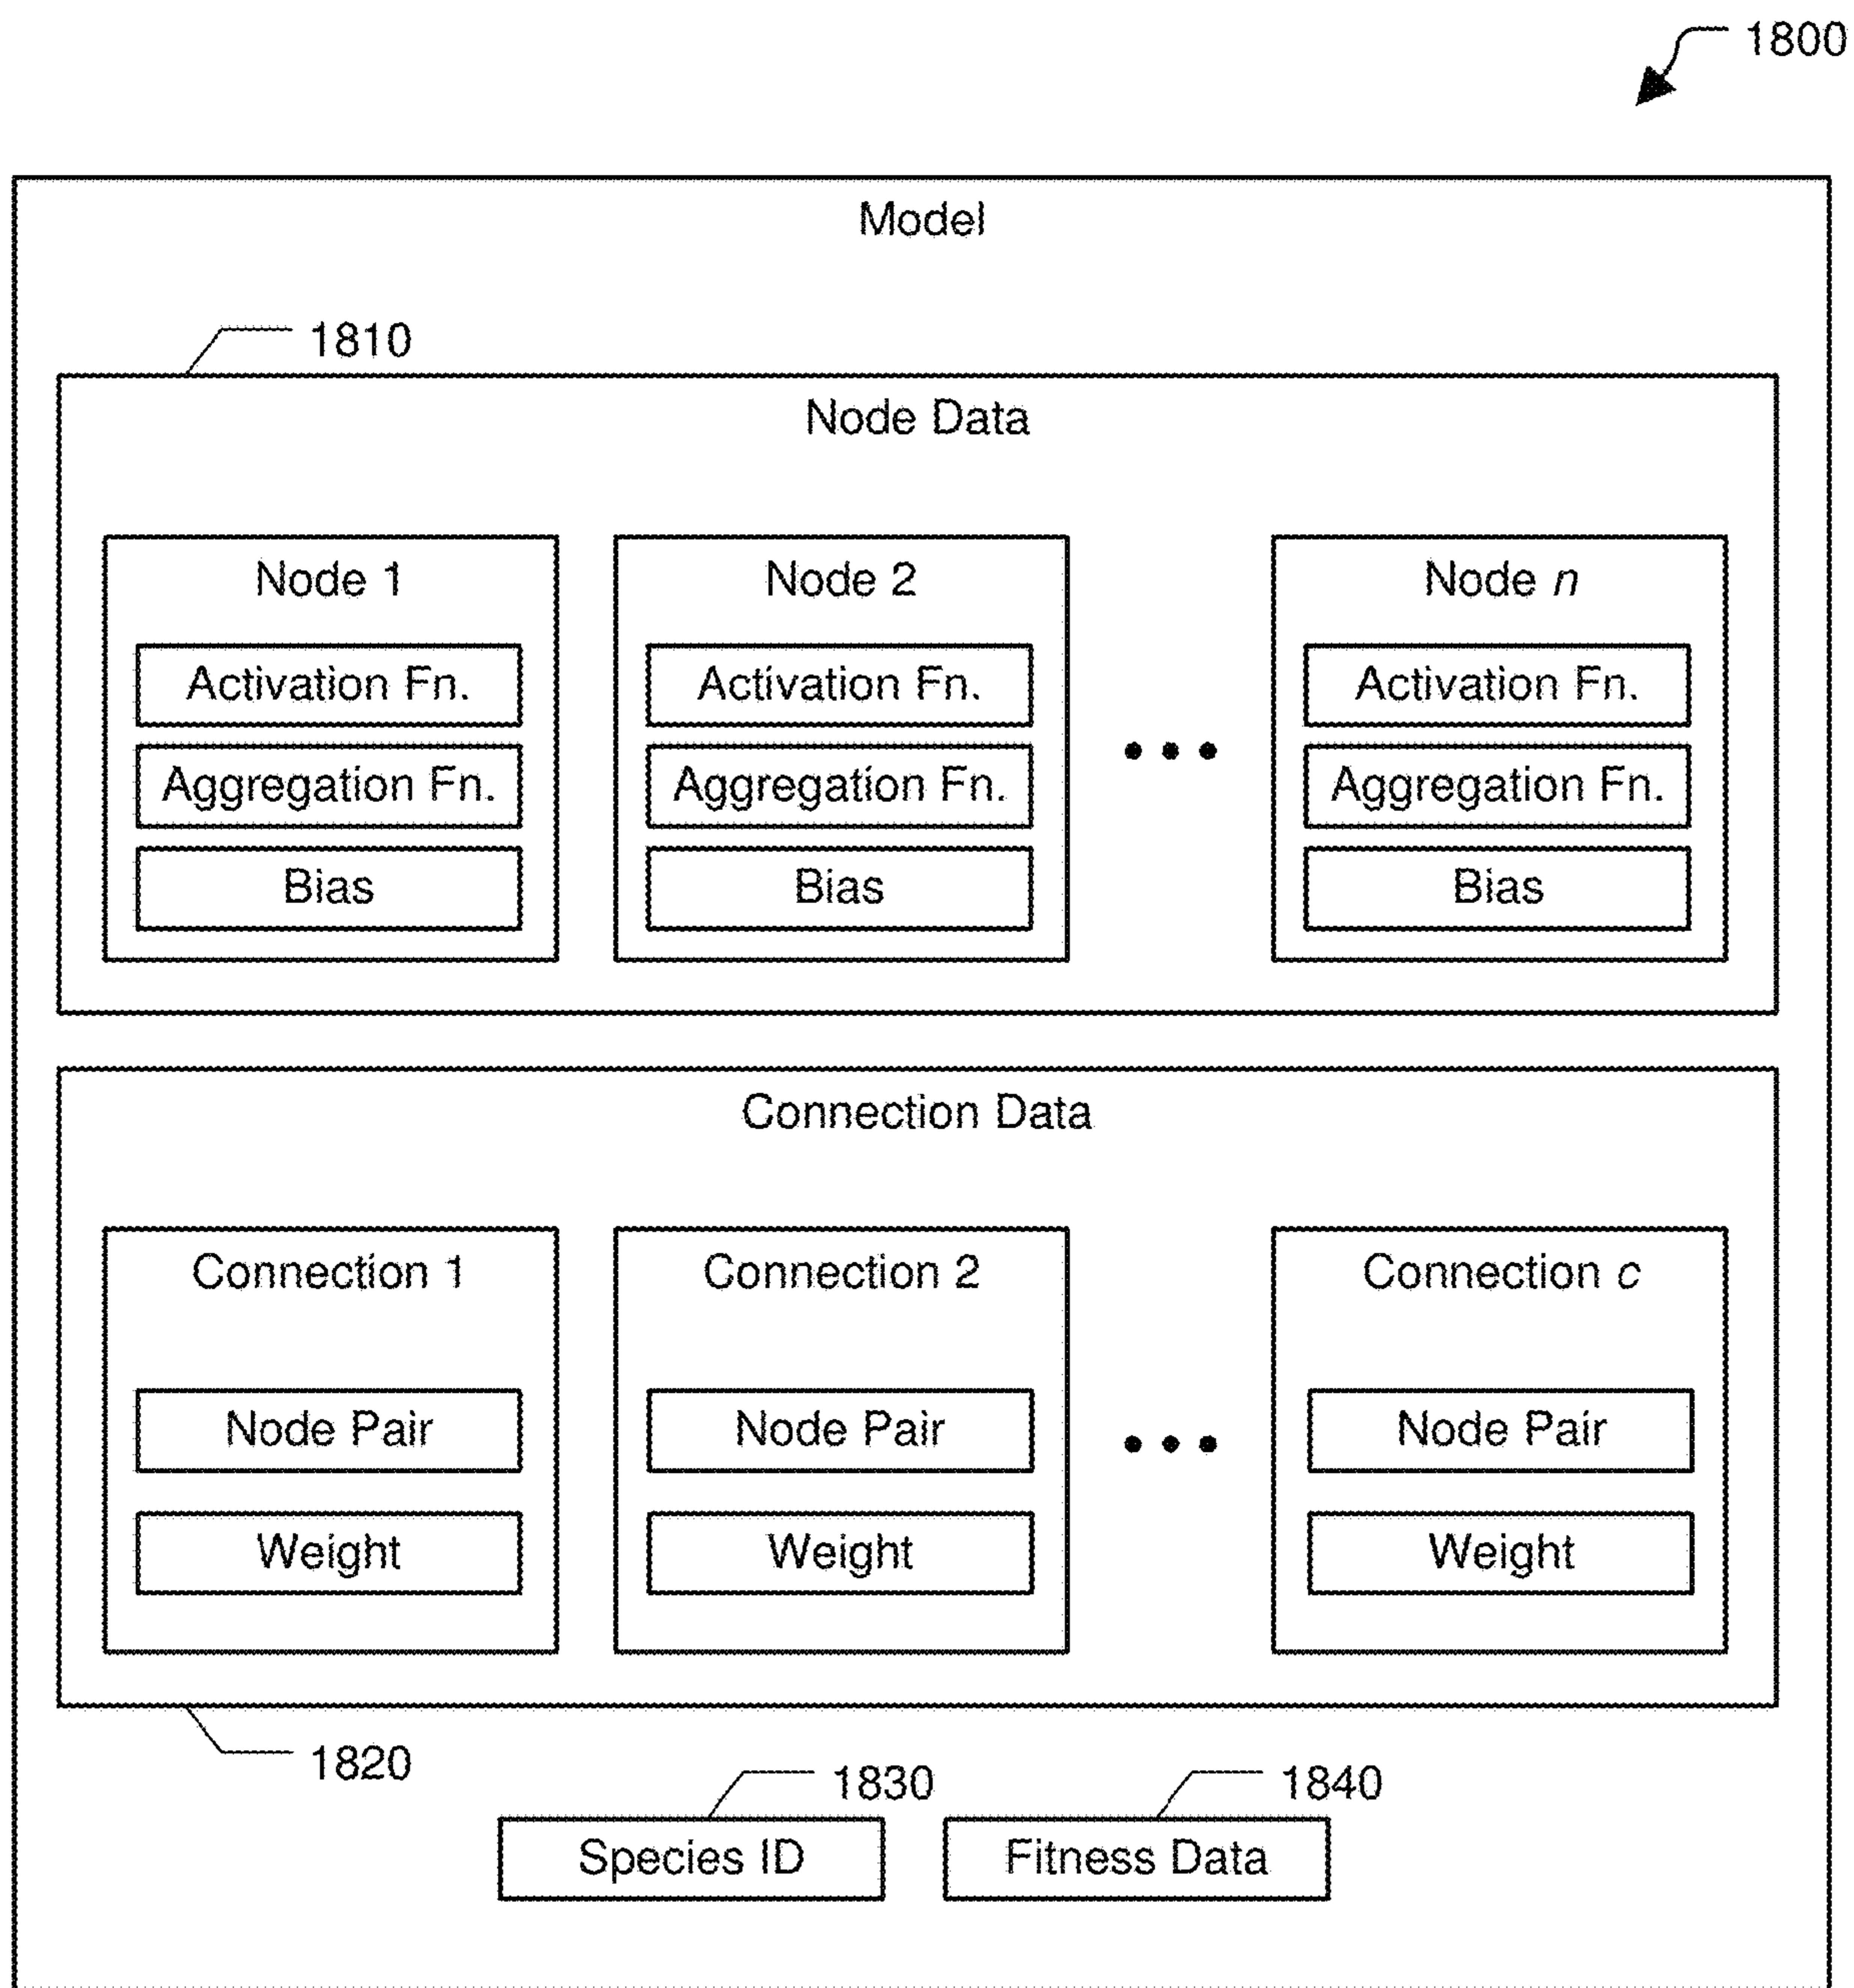 1800
Model
1810
Node Data
Node 1
Activation Fn.
Aggregation Fn.
Bias
Node 2
Activation Fn.
Aggregation Fn.
Bias
• • •
Node n
Activation Fn.
Aggregation Fn.
Bias
Connection Data
Connection 1
Node Pair
Weight
Connection 2
Node Pair
Weight
• • •
Connection c
Node Pair
Weight
1820
1830
Species ID
1840
Fitness Data